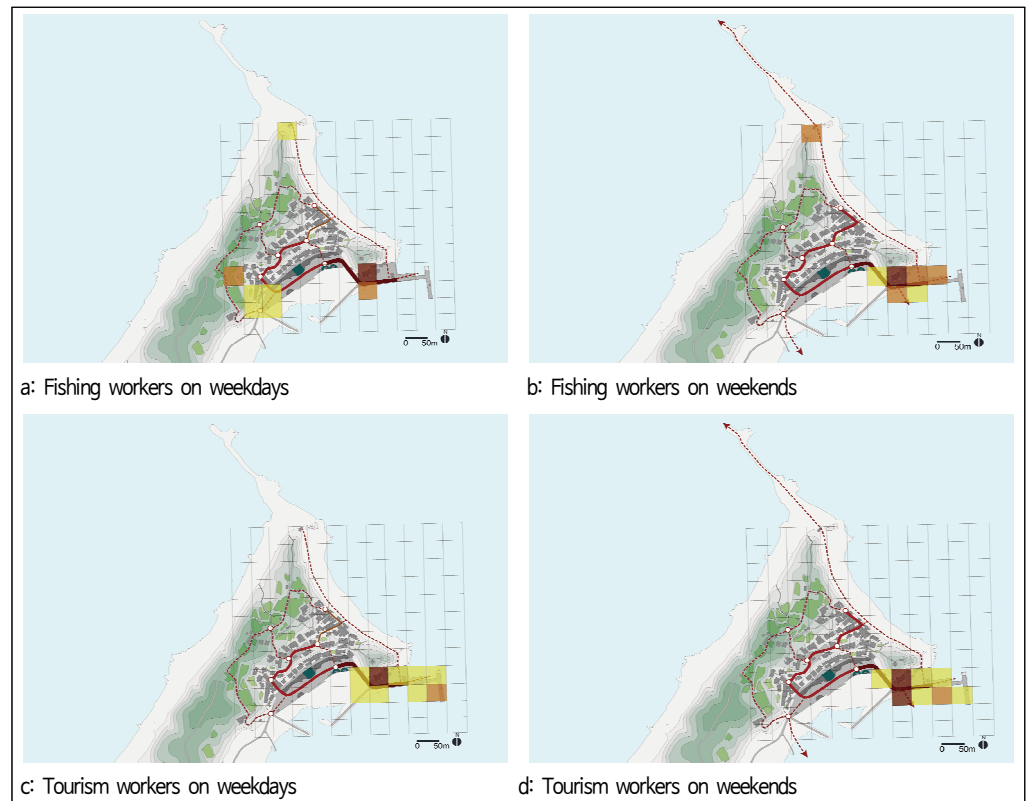 N
0 50m
N
0 50m
a: Fishing workers on weekdays
b: Fishing workers on weekends
N
0 50m
N
0 50m
c: Tourism workers on weekdays
d: Tourism workers on weekends